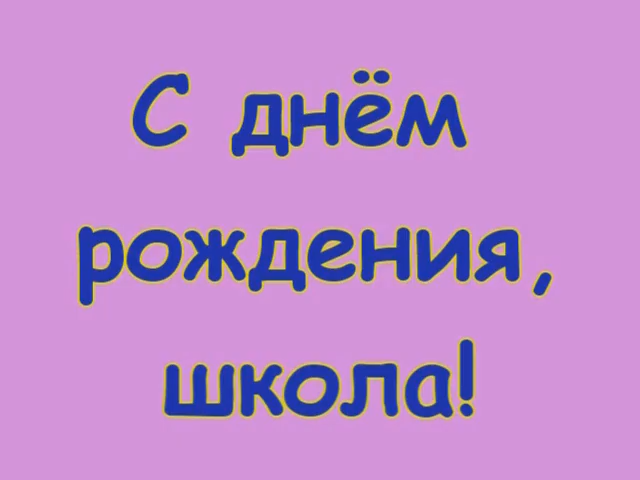 С днём
рождения,
школа!